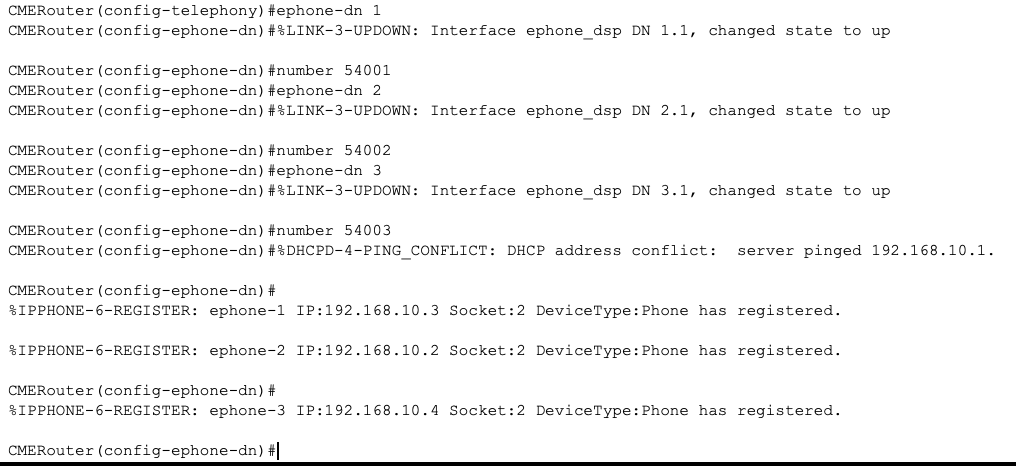 CMERouter(config-telephony)#ephone-dn 1
CMERouter(config-ephone-dn)#%LINK-3-UPDOWN: Interface ephone_dsp DN 1.1, changed state to up
CMERouter(config-ephone-dn)#number 54001
CMERouter(config-ephone-dn)#ephone-dn 2
CMERouter(config-ephone-dn)#%LINK-3-UPDOWN: Interface ephone_dsp DN 2.1, changed state to up
CMERouter(config-ephone-dn)#number 54002
CMERouter(config-ephone-dn)#ephone-dn 3
CMERouter(config-ephone-dn)#%LINK-3-UPDOWN: Interface ephone_dsp DN 3.1, changed state to up
CMERouter(config-ephone-dn)#number 54003
CMERouter(config-ephone-dn)#%DHCPD-4-PING_CONFLICT: DHCP address conflict:  server pinged 192.168.10.1.
CMERouter(config-ephone-dn)#
%IPPHONE-6-REGISTER: ephone-1 IP:192.168.10.3 Socket:2 DeviceType:Phone has registered.
%IPPHONE-6-REGISTER: ephone-2 IP:192.168.10.2 Socket:2 DeviceType:Phone has registered.
CMERouter(config-ephone-dn)#
%IPPHONE-6-REGISTER: ephone-3 IP:192.168.10.4 Socket:2 DeviceType:Phone has registered.
CMERouter(config-ephone-dn)#